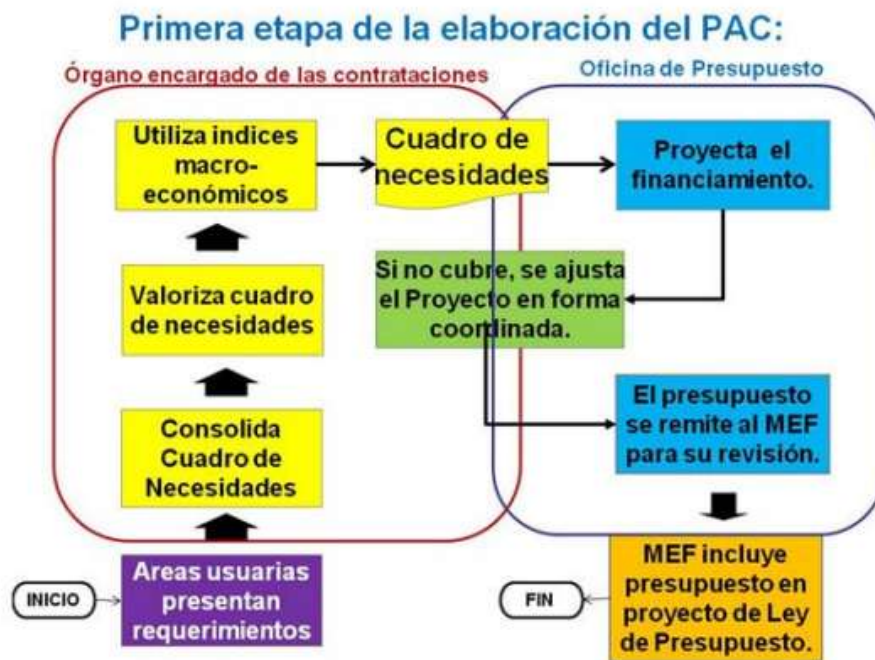 Primera etapa de la elaboración del PAC:
Órgano encargado de las contrataciones
Oficina de Presupuesto
Utiliza indices
macro-
económicos
Cuadro de
necesidades
Proyecta el
financiamiento.
Valoriza cuadro
de necesidades
Si no cubre, se ajusta
el Proyecto en forma
coordinada.
Consolida
Cuadro de
Necesidades
El presupuesto
se remite al MEF
para su revisión.
INICIO
Areas usuarias
presentan
requerimientos
FIN
MEF incluye
presupuesto en
proyecto de Ley
de Presupuesto.